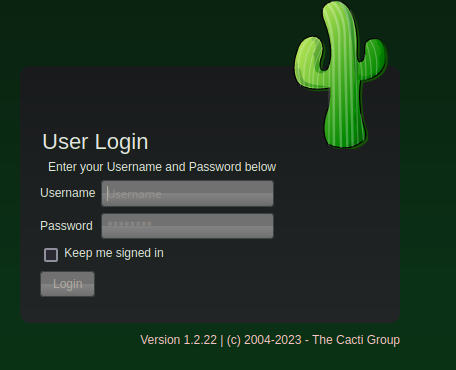 User Login
Enter your Username and Password below
Username Username
Password ********
Keep me signed in
Login
Version 1.2.22 | (c) 2004-2023 - The Cacti Group